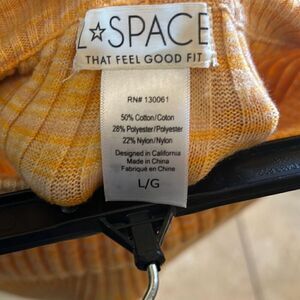 L☆SPACE
THAT FEEL GOOD FIT
RN# 130061
50% Cotton/Coton
28% Polyester/Polyester
22% Nylon/Nylon
Designed in California
Made in China
Fabriqué en Chine
L/G